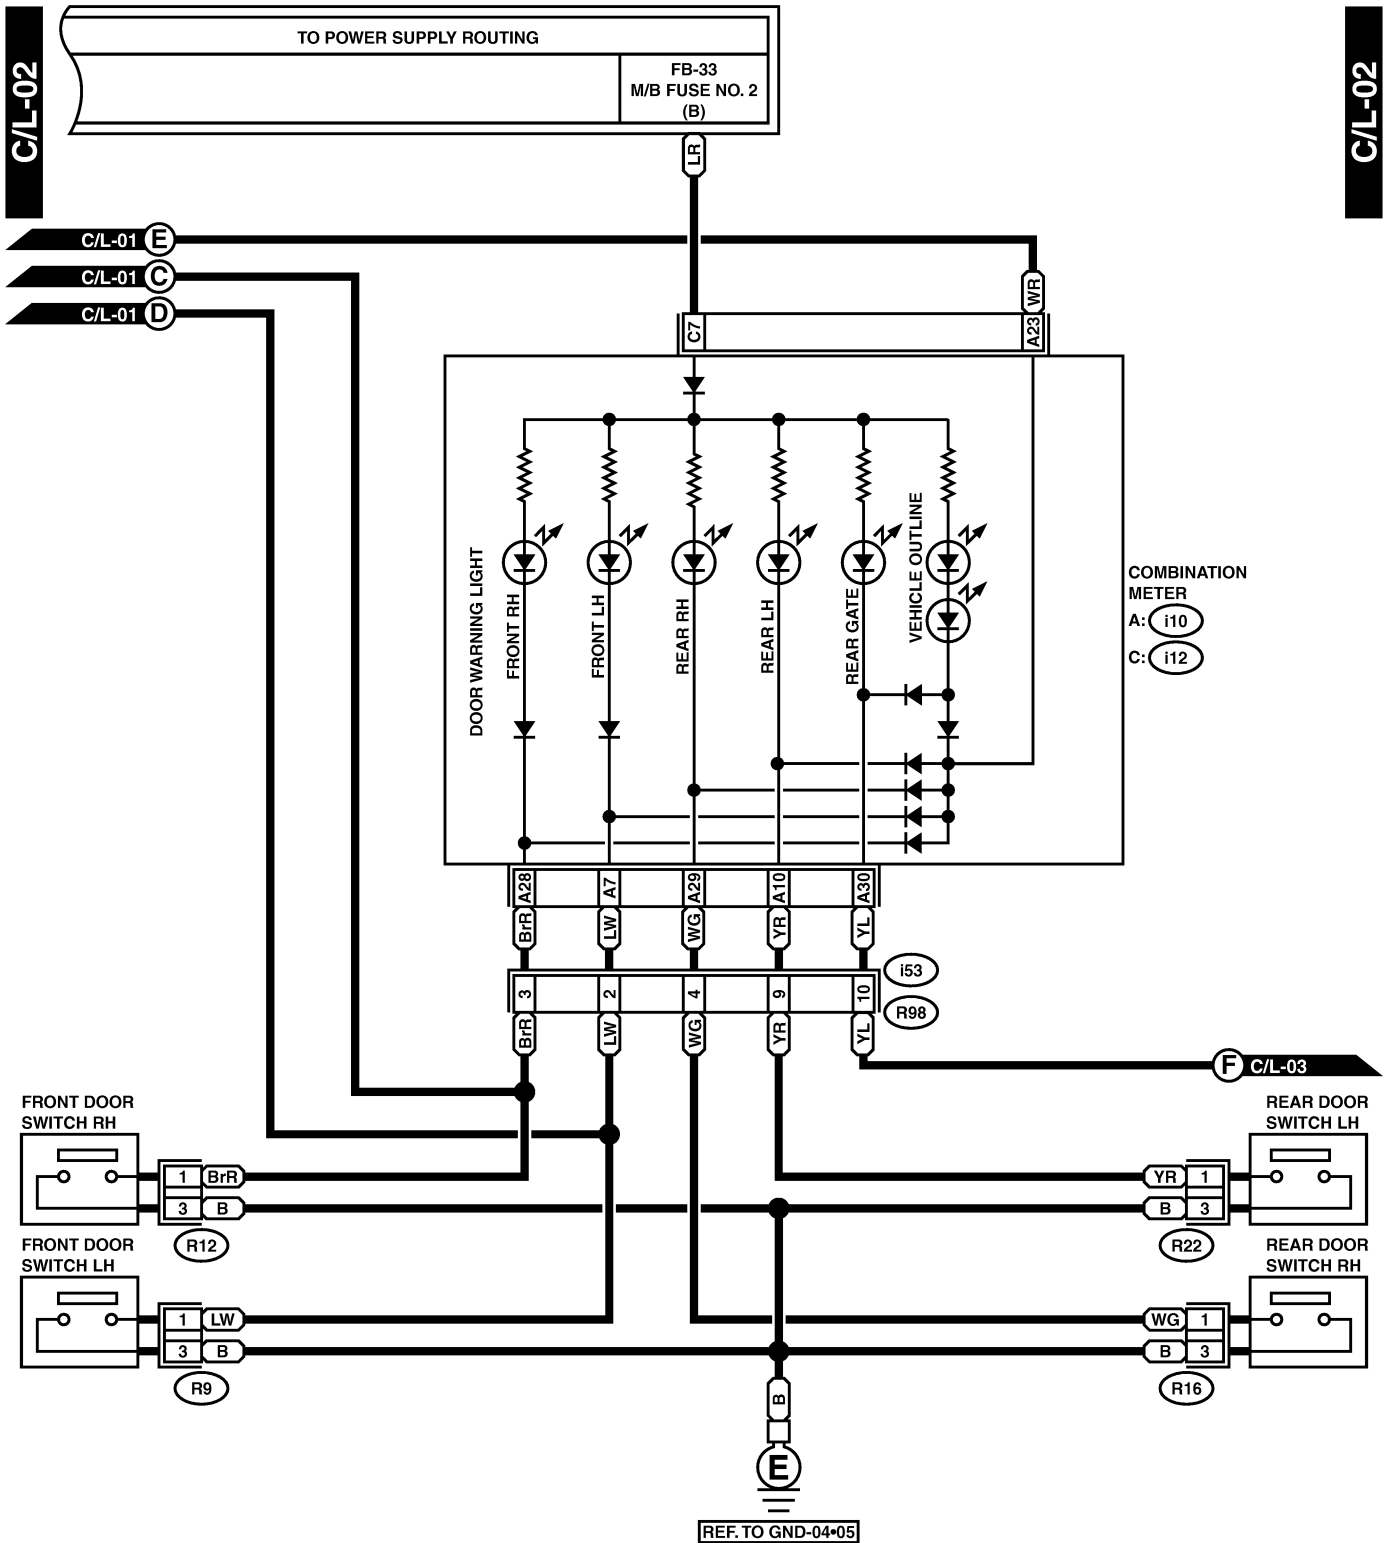 C/L-02
C/L-02
TO POWER SUPPLY ROUTING
FB-33
M/B FUSE NO. 2
(B)
LR
C/L-01 E
C/L-01 C
C/L-01 D
WR
C7
A23
DOOR WARNING LIGHT
FRONT RH
FRONT LH
REAR RH
REAR LH
REAR GATE
VEHICLE OUTLINE
COMBINATION
METER
A: i10
C: i12
A28 A7 A29 A10 A30
BrR LW WG YR YL
i53
3 2 4 9 10
R98
BrR LW WG YR YL
F C/L-03
FRONT DOOR
SWITCH RH
1 BrR
3 B
R12
REAR DOOR
SWITCH LH
YR 1
B 3
R22
FRONT DOOR
SWITCH LH
1 LW
3 B
R9
REAR DOOR
SWITCH RH
WG 1
B 3
R16
B
E
REF. TO GND-04•05